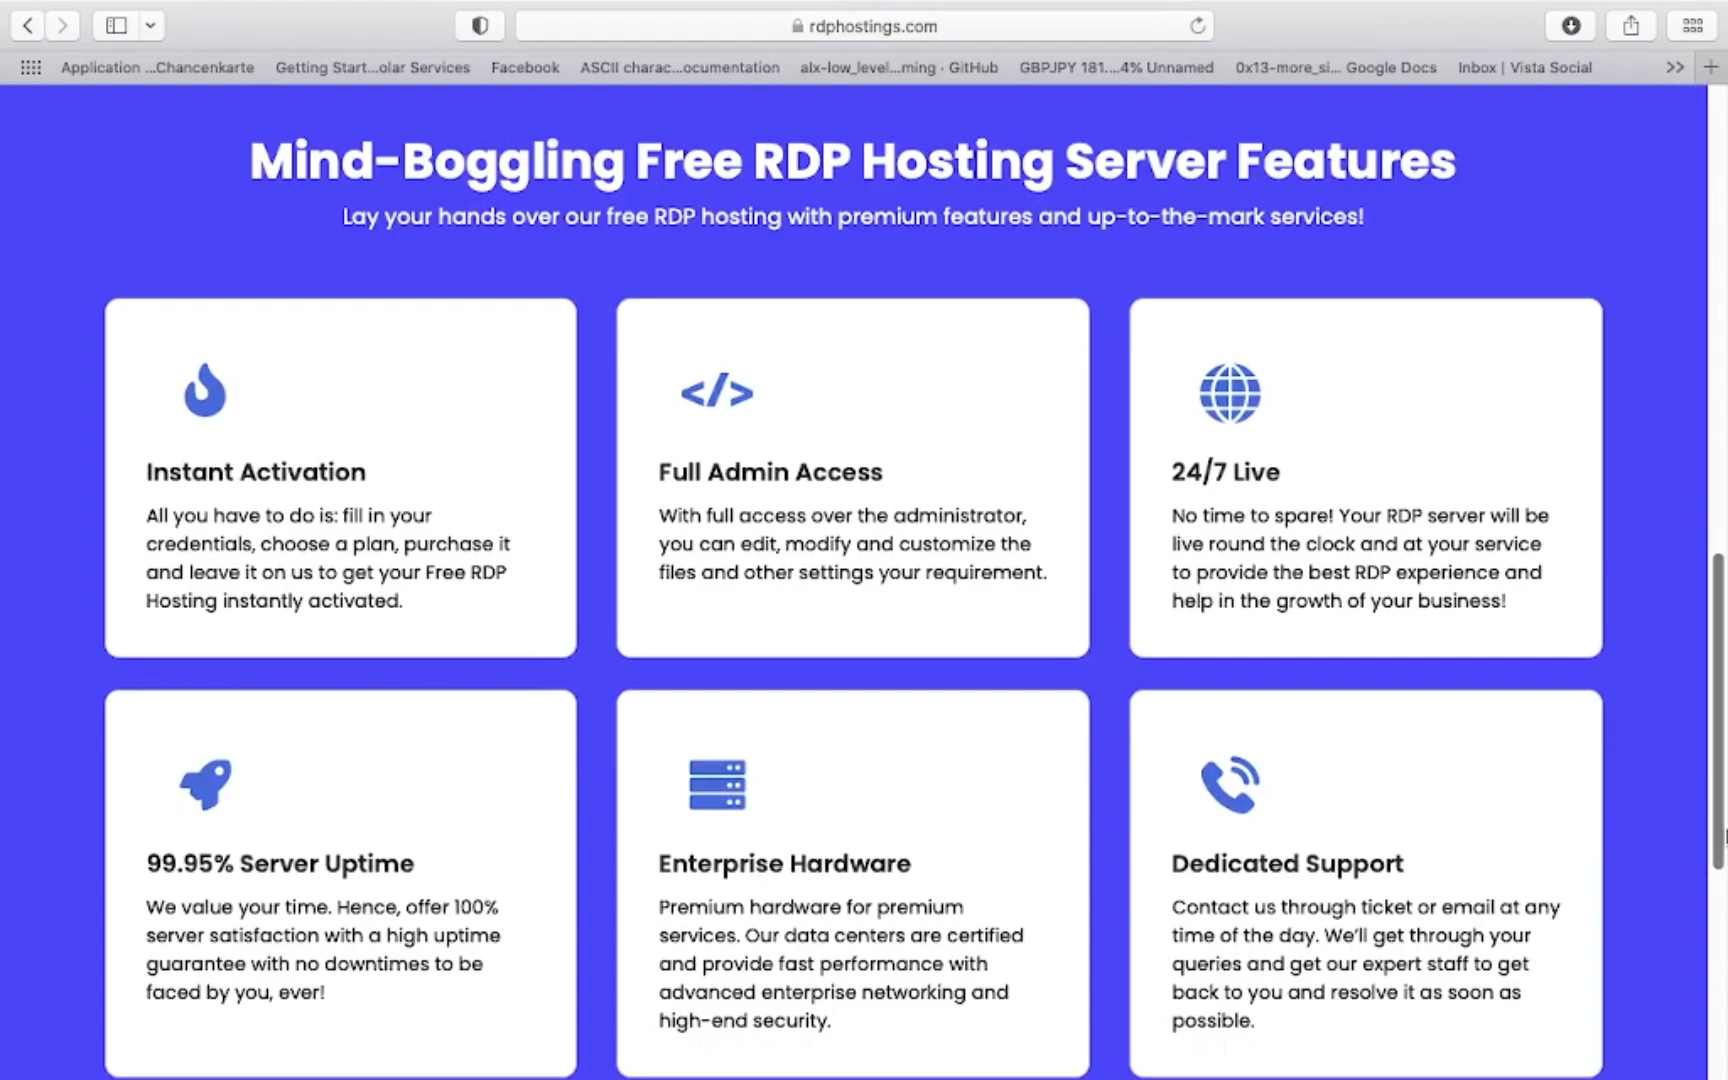 rdphostings.com
Application ...Chancenkarte
Getting Start...olar Services
Facebook
ASCII charac...ocumentation
alx-low_level...ming · GitHub
GBPJPY 181....4% Unnamed
0x13-more_si... Google Docs
Inbox | Vista Social
Mind-Boggling Free RDP Hosting Server Features
Lay your hands over our free RDP hosting with premium features and up-to-the-mark services!
Instant Activation
All you have to do is: fill in your
credentials, choose a plan, purchase it
and leave it on us to get your Free RDP
Hosting instantly activated.
Full Admin Access
With full access over the administrator,
you can edit, modify and customize the
files and other settings your requirement.
24/7 Live
No time to spare! Your RDP server will be
live round the clock and at your service
to provide the best RDP experience and
help in the growth of your business!
99.95% Server Uptime
We value your time. Hence, offer 100%
server satisfaction with a high uptime
guarantee with no downtimes to be
faced by you, ever!
Enterprise Hardware
Premium hardware for premium
services. Our data centers are certified
and provide fast performance with
advanced enterprise networking and
high-end security.
Dedicated Support
Contact us through ticket or email at any
time of the day. We'll get through your
queries and get our expert staff to get
back to you and resolve it as soon as
possible.